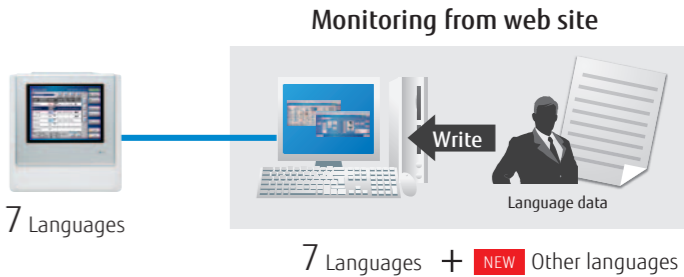 Monitoring from web site
Write
Language data
7 Languages
7 Languages + NEW Other languages